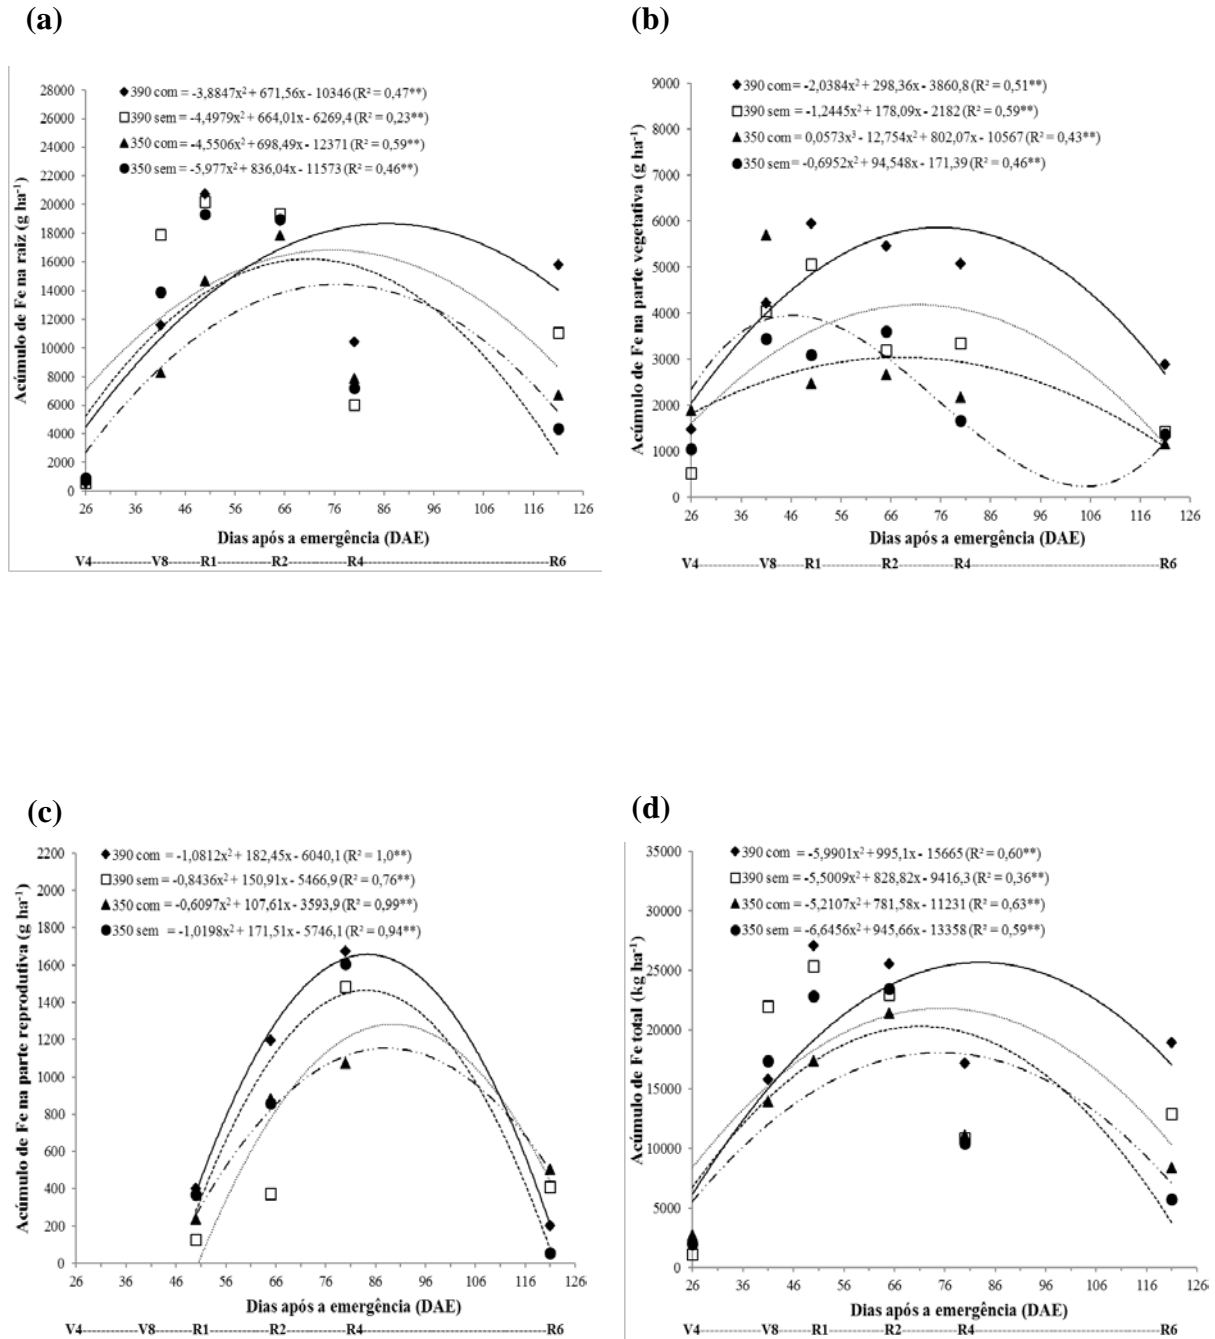 (a)
28000
26000
24000
22000
20000
18000
16000
14000
12000
10000
8000
6000
4000
2000
0
Acúmulo de Fe na raiz (g ha⁻¹)
390 com= -3,8847x² + 671,56x - 10346 (R² = 0,47**)
390 sem= -4,4979x² + 664,01x - 6269,4 (R² = 0,23**)
350 com= -4,5506x² + 698,49x - 12371 (R² = 0,59**)
350 sem= -5,977x² + 836,04x - 11573 (R² = 0,46**)
26 36 46 56 66 76 86 96 106 116 126
Dias após a emergência (DAE)
V4 V8 R1 R2 R4 R6
(b)
9000
8000
7000
6000
5000
4000
3000
2000
1000
0
Acúmulo de Fe na parte vegetativa (g ha⁻¹)
390 com= -2,0384x² + 298,36x - 3860,8 (R² = 0,51**)
390 sem= -1,2445x² + 178,09x - 2182 (R² = 0,59**)
350 com= 0,0573x³ - 12,754x² + 802,07x - 10567 (R² = 0,43**)
350 sem= -0,6952x² + 94,548x - 171,39 (R² = 0,46**)
26 36 46 56 66 76 86 96 106 116 126
Dias após a emergência (DAE)
V4 V8 R1 R2 R4 R6
(c)
2200
2000
1800
1600
1400
1200
1000
800
600
400
200
0
Acúmulo de Fe na parte reprodutiva (g ha⁻¹)
390 com = -1,0812x² + 182,45x - 6040,1 (R² = 1,0**)
390 sem =-0,8436x² + 150,91x - 5466,9 (R² = 0,76**)
350 com = -0,6097x² + 107,61x - 3593,9 (R² = 0,99**)
350 sem = -1,0198x² + 171,51x - 5746,1 (R² = 0,94**)
26 36 46 56 66 76 86 96 106 116 126
Dias após a emergência (DAE)
V4 V8 R1 R2 R4 R6
(d)
35000
30000
25000
20000
15000
10000
5000
0
Acúmulo de Fe total (kg ha⁻¹)
390 com = -5,9901x² + 995,1x - 15665 (R² = 0,60**)
390 sem = -5,5009x² + 828,82x - 9416,3 (R² = 0,36**)
350 com = -5,2107x² + 781,58x - 11231 (R² = 0,63**)
350 sem = -6,6456x² + 945,66x - 13358 (R² = 0,59**)
26 36 46 56 66 76 86 96 106 116 126
Dias após a emergência (DAE)
V4 V8 R1 R2 R4 R6